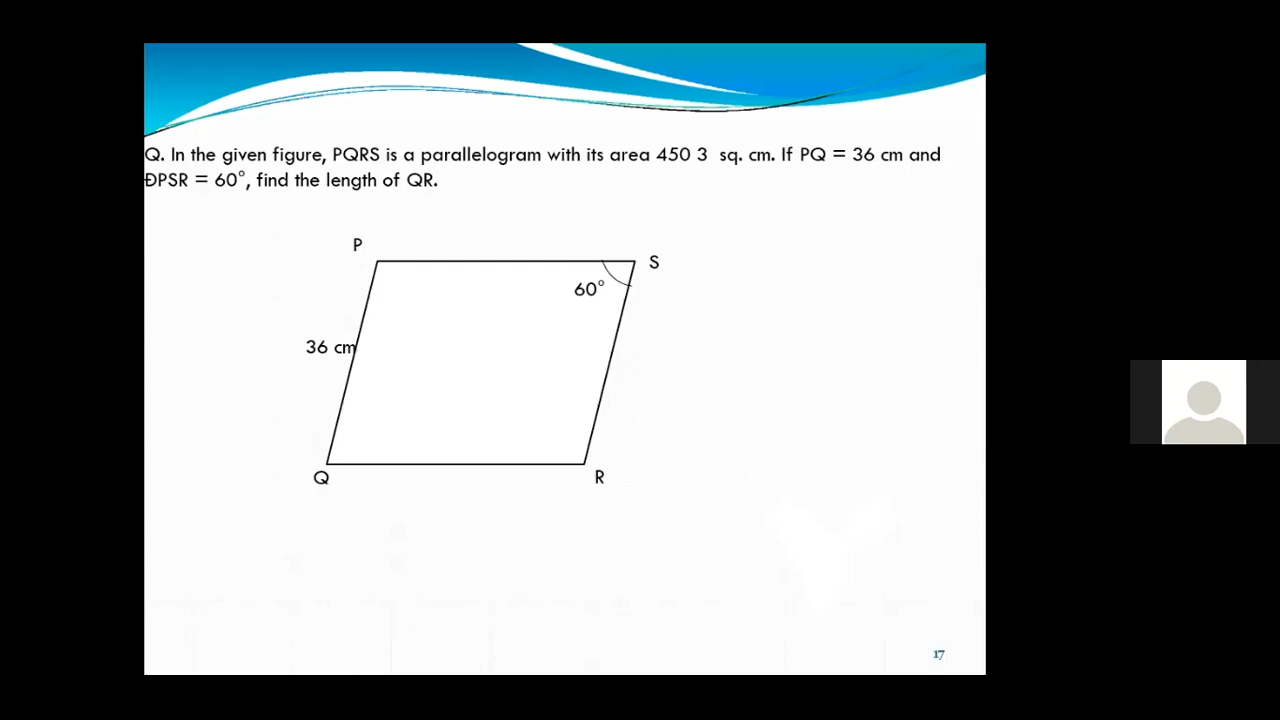 Q. In the given figure, PQRS is a parallelogram with its area 450 3 sq. cm. If PQ = 36 cm and
ÐPSR = 60°, find the length of QR.
P
S
60°
36 cm
Q
R
17